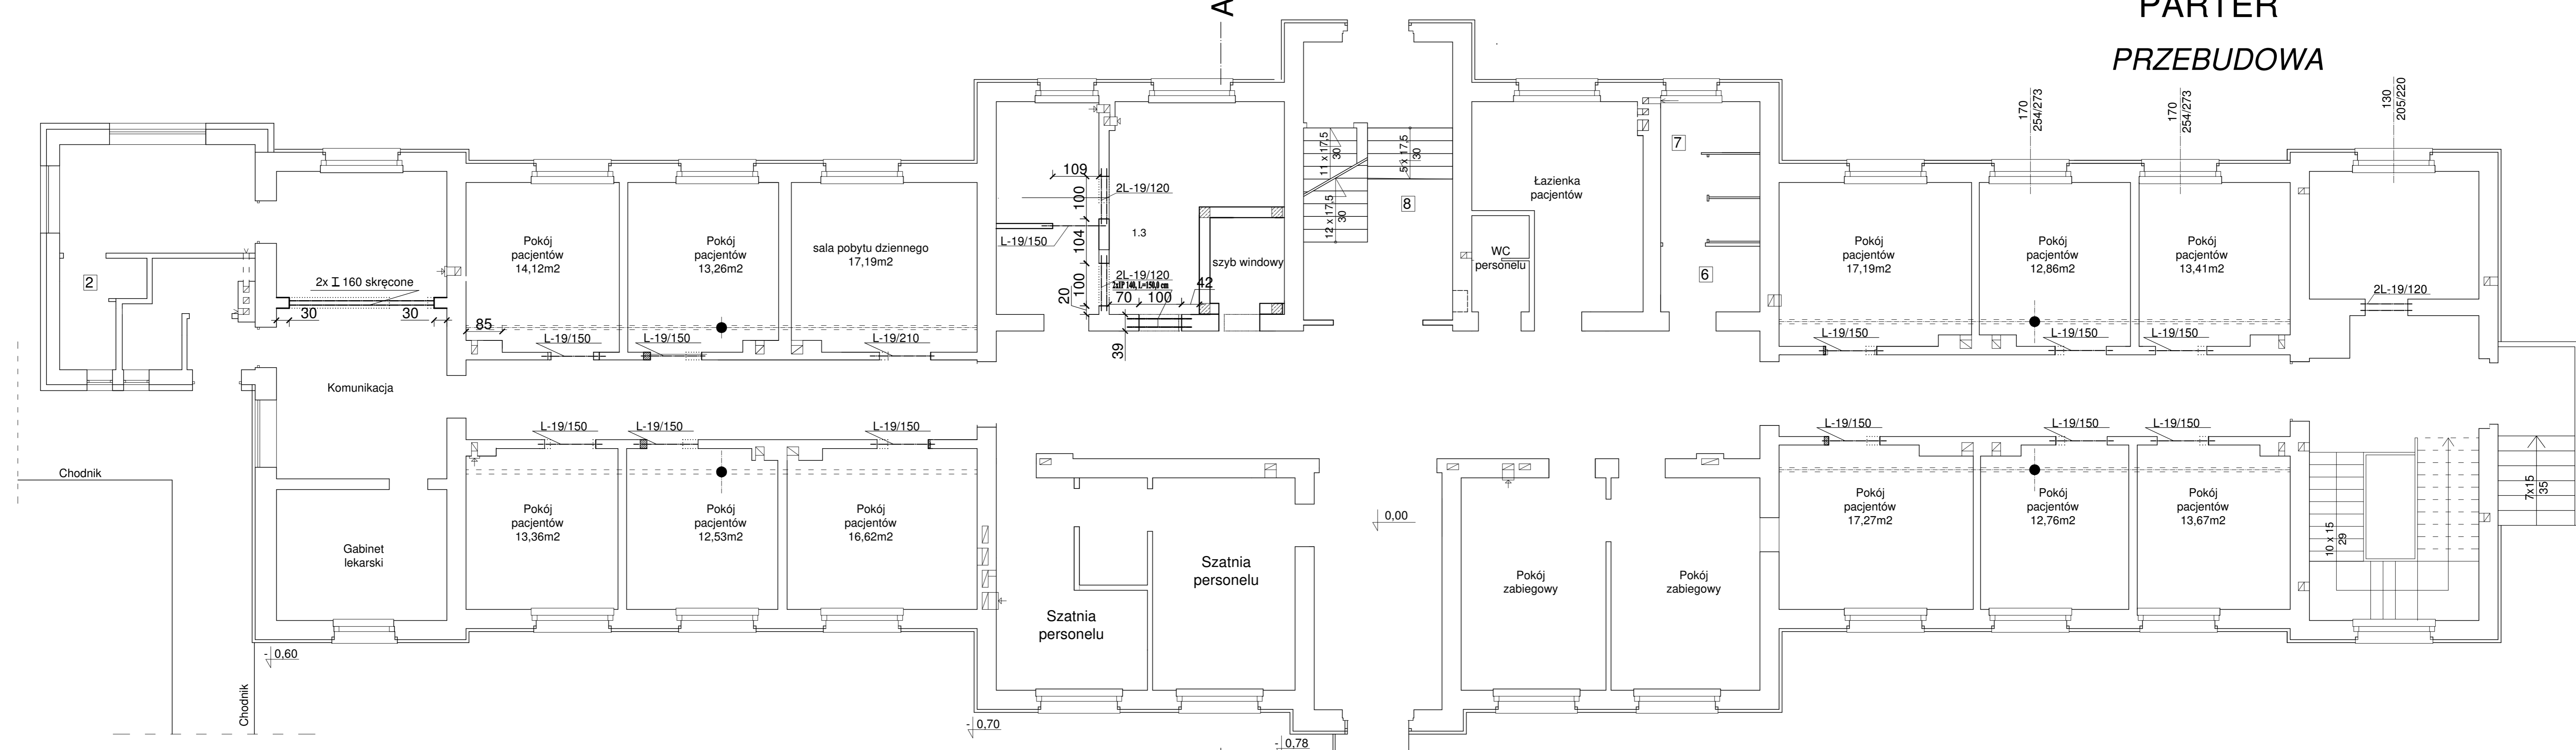 PARTER
PRZEBUDOWA
A
170
254/273
170
254/273
130
205/220
2
2x I 160 skręcone
30
30
Pokój
pacjentów
14,12m2
Pokój
pacjentów
13,26m2
sala pobytu dziennego
17,19m2
85
L-19/150
L-19/150
L-19/210
109
100
104
100
20
2L-19/120
L-19/150
1.3
2L-19/120
2xIP 140, L=150,0 cm
70
100
42
39
szyb windowy
11 x 17,5
30
5 x 17,5
30
12 x 17,5
30
8
Łazienka
pacjentów
WC
personelu
7
6
Pokój
pacjentów
17,19m2
Pokój
pacjentów
12,86m2
Pokój
pacjentów
13,41m2
2L-19/120
L-19/150
L-19/150
L-19/150
Komunikacja
L-19/150
L-19/150
L-19/150
L-19/150
L-19/150
L-19/150
Chodnik
Gabinet
lekarski
Pokój
pacjentów
13,36m2
Pokój
pacjentów
12,53m2
Pokój
pacjentów
16,62m2
Szatnia
personelu
Szatnia
personelu
0,00
Pokój
zabiegowy
Pokój
zabiegowy
Pokój
pacjentów
17,27m2
Pokój
pacjentów
12,76m2
Pokój
pacjentów
13,67m2
10 x 15
29
7x15
35
- 0,60
Chodnik
- 0,70
- 0,78